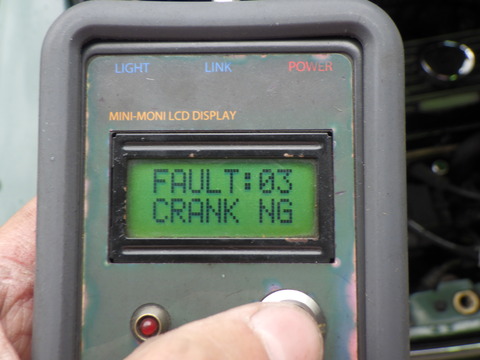 LIGHT LINK POWER
MINI-MONI LCD DISPLAY
FAULT:03
CRANK NG